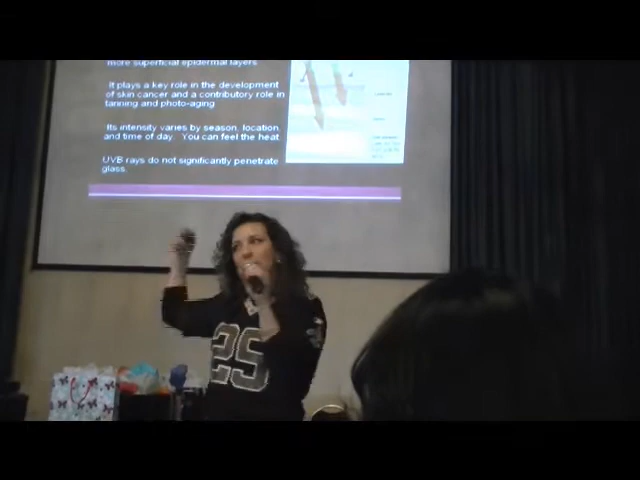 more superficial epidermal layers
It plays a key role in the development
of skin cancer and a contributory role in
tanning and photo-aging
Its intensity varies by season, location,
and time of day. You can feel the heat
UVB rays do not significantly penetrate
glass.
25